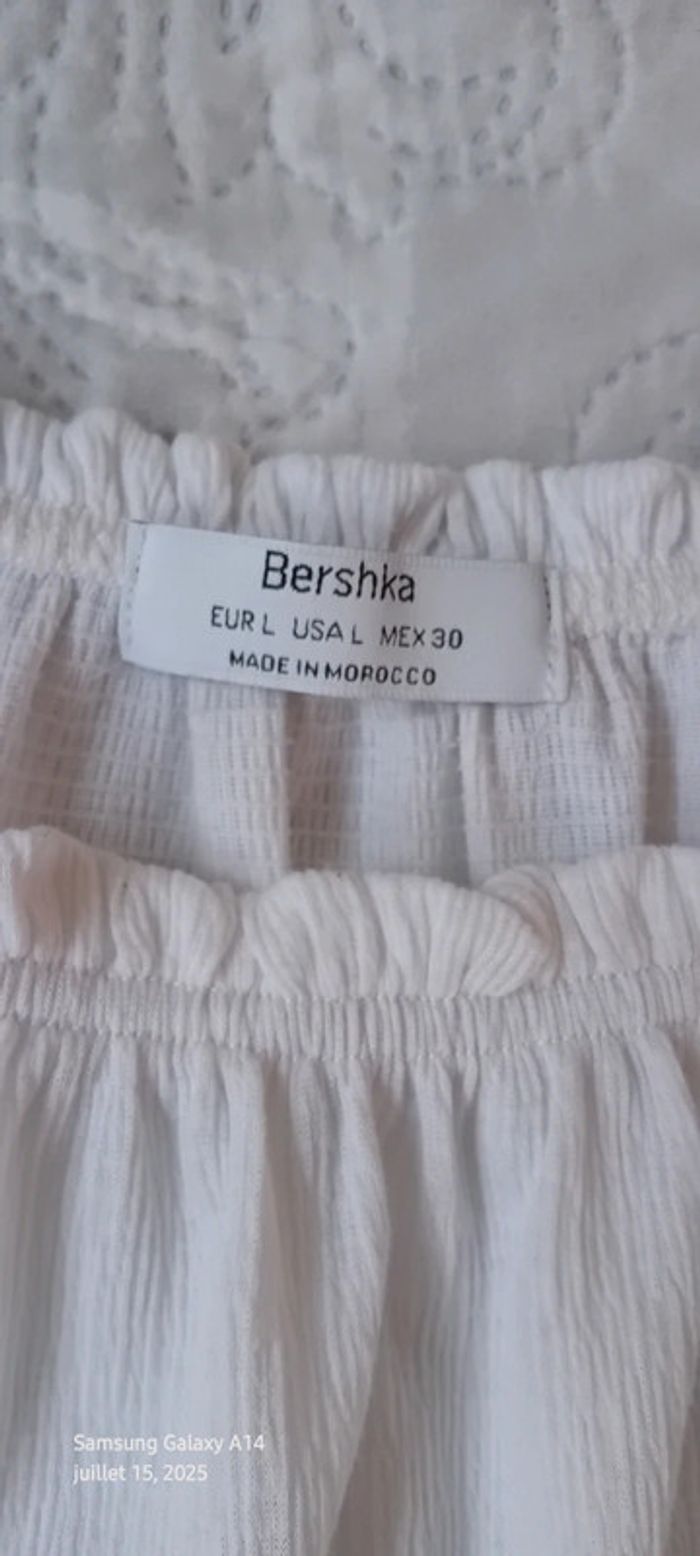 Bershka
EUR L USA L MEX 30
MADE IN MOROCCO
Samsung Galaxy A14
juillet 15, 2025